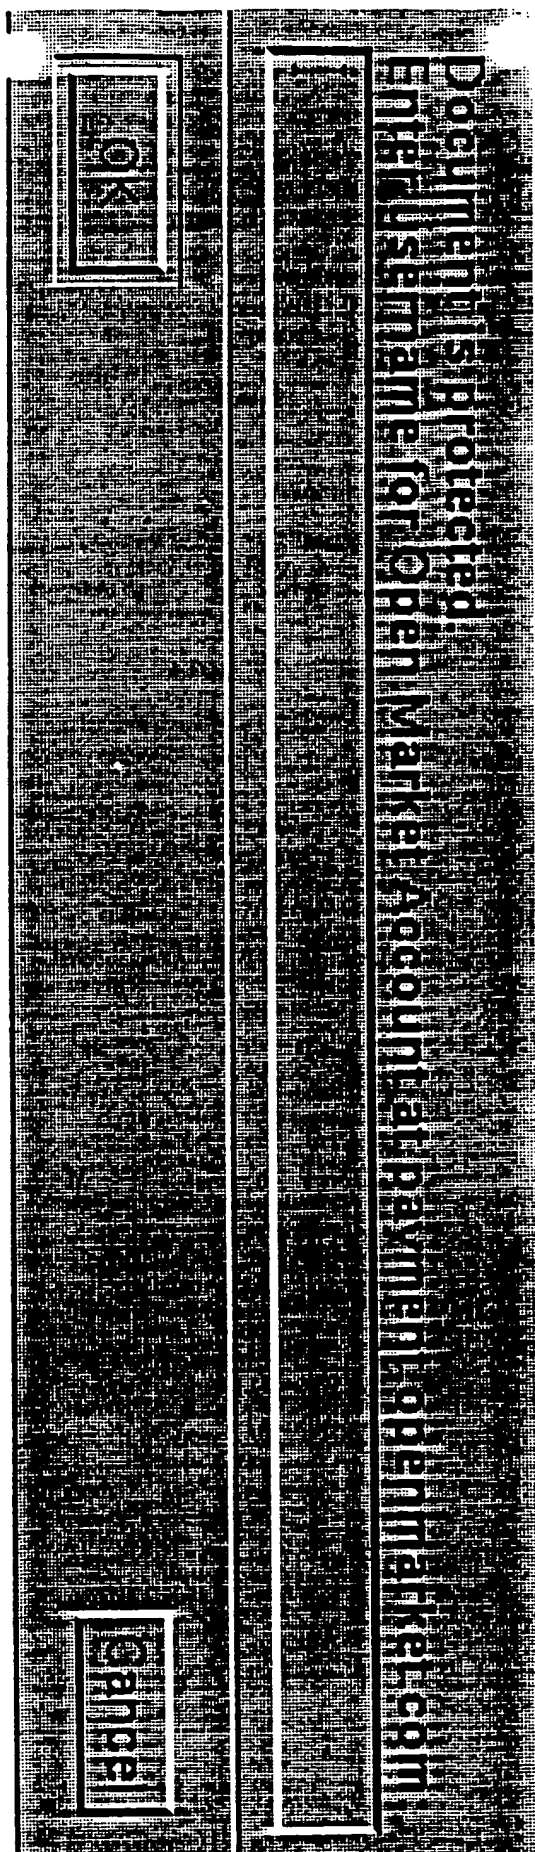 Document is protected.
Enter username for Open Market Account at payment.openmarket.com
OK
Cancel